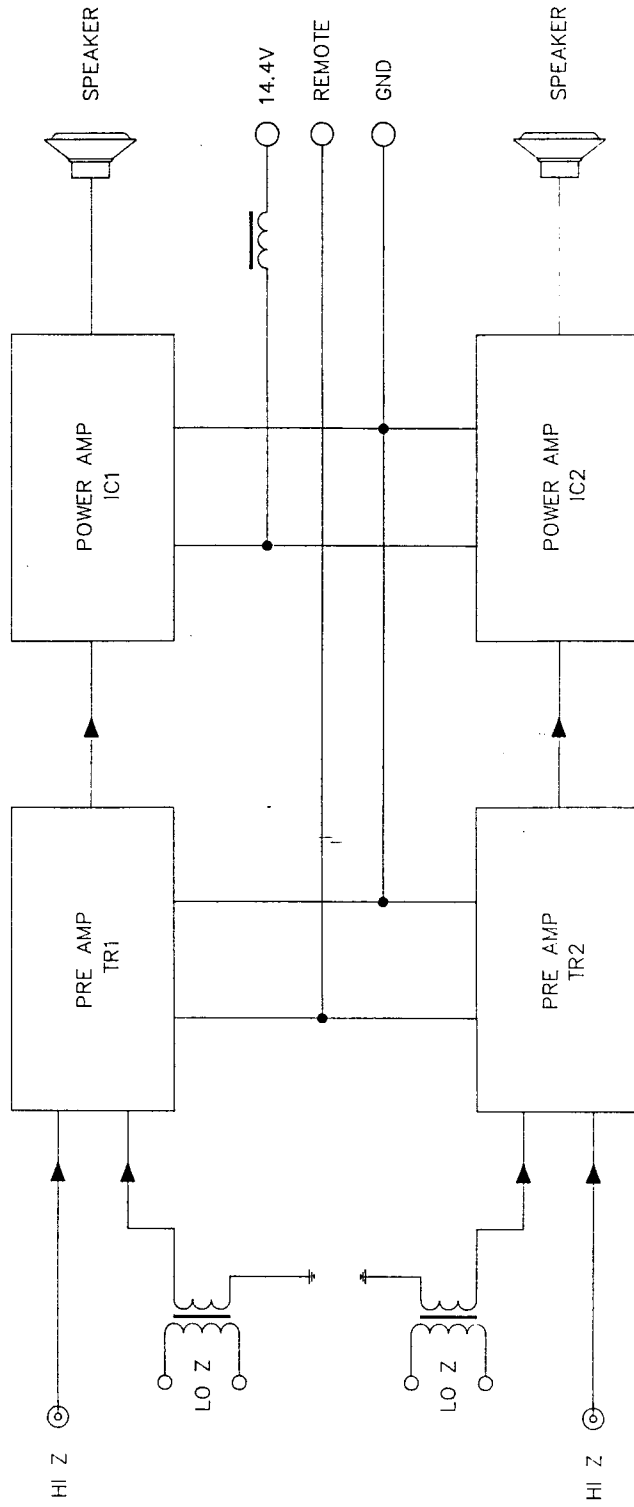 HI Z
LO Z
PRE AMP
TR1
POWER AMP
IC1
SPEAKER
14.4V
REMOTE
GND
LO Z
HI Z
PRE AMP
TR2
POWER AMP
IC2
SPEAKER